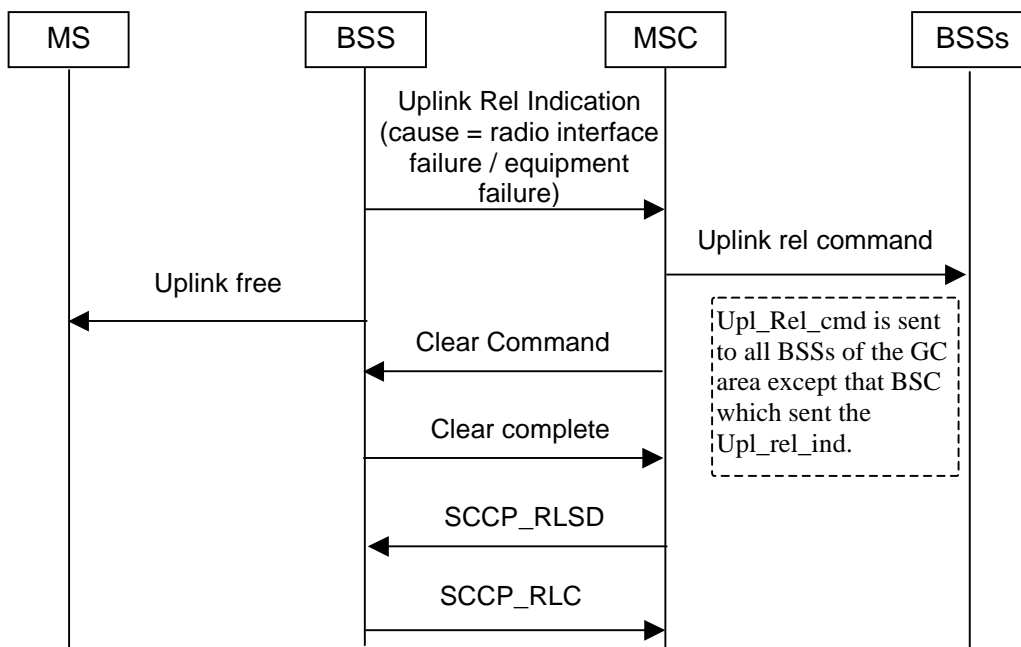 MS
BSS
MSC
BSSs
Uplink Rel Indication
(cause = radio interface
failure / equipment
failure)
Uplink rel command
Uplink free
Upl_Rel_cmd is sent
to all BSSs of the GC
area except that BSC
which sent the
Upl_rel_ind.
Clear Command
Clear complete
SCCP_RLSD
SCCP_RLC